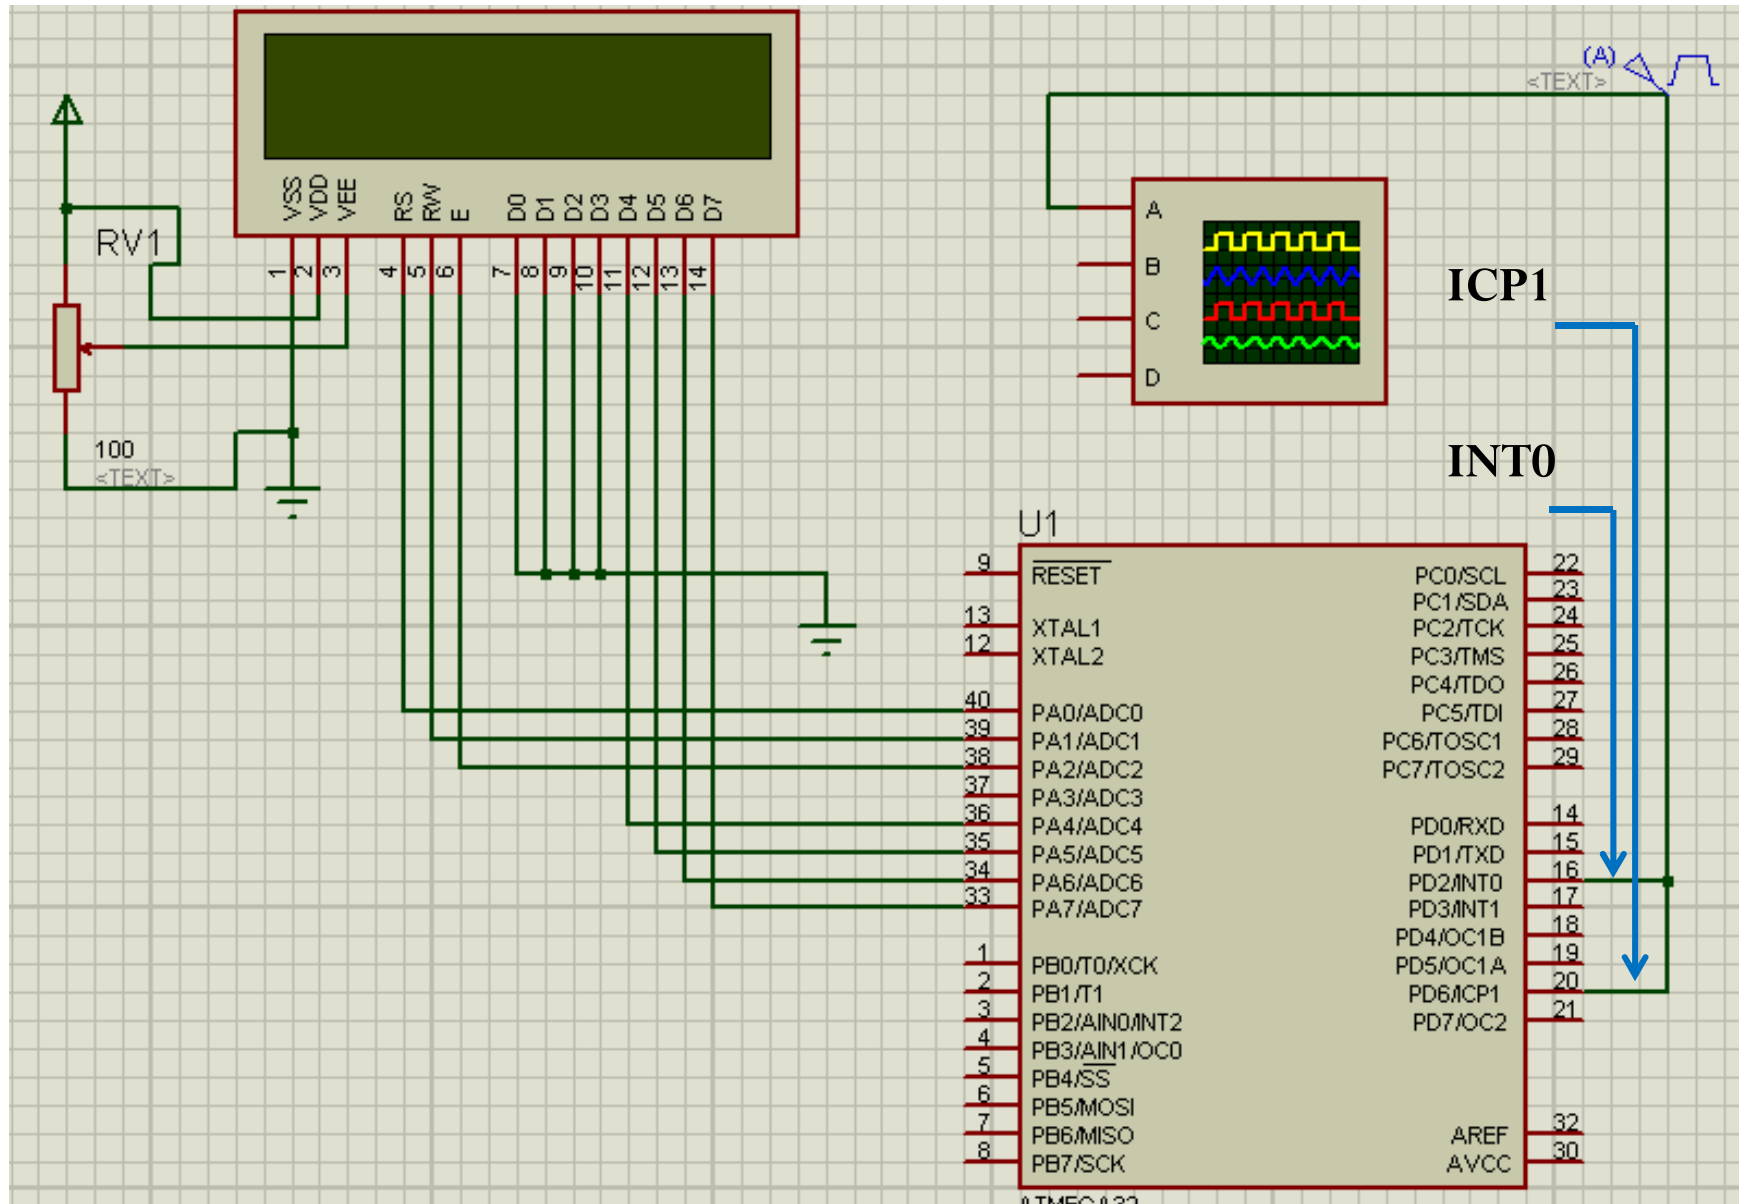 (A)
<TEXT>
VSS
VDD
VEE
RS
RW
E
D0
D1
D2
D3
D4
D5
D6
D7
1
2
3
4
5
6
7
8
9
10
11
12
13
14
RV1
100
<TEXT>
A
B
C
D
ICP1
INT0
U1
9 RESET
13 XTAL1
12 XTAL2
40 PA0/ADC0
39 PA1/ADC1
38 PA2/ADC2
37 PA3/ADC3
36 PA4/ADC4
35 PA5/ADC5
34 PA6/ADC6
33 PA7/ADC7
1 PB0/T0/XCK
2 PB1/T1
3 PB2/AIN0/INT2
4 PB3/AIN1/OC0
5 PB4/SS
6 PB5/MOSI
7 PB6/MISO
8 PB7/SCK
PC0/SCL 22
PC1/SDA 23
PC2/TCK 24
PC3/TMS 25
PC4/TDO 26
PC5/TDI 27
PC6/TOSC1 28
PC7/TOSC2 29
PD0/RXD 14
PD1/TXD 15
PD2/INT0 16
PD3/INT1 17
PD4/OC1B 18
PD5/OC1A 19
PD6/ICP1 20
PD7/OC2 21
AREF 32
AVCC 30
ATMEGA32